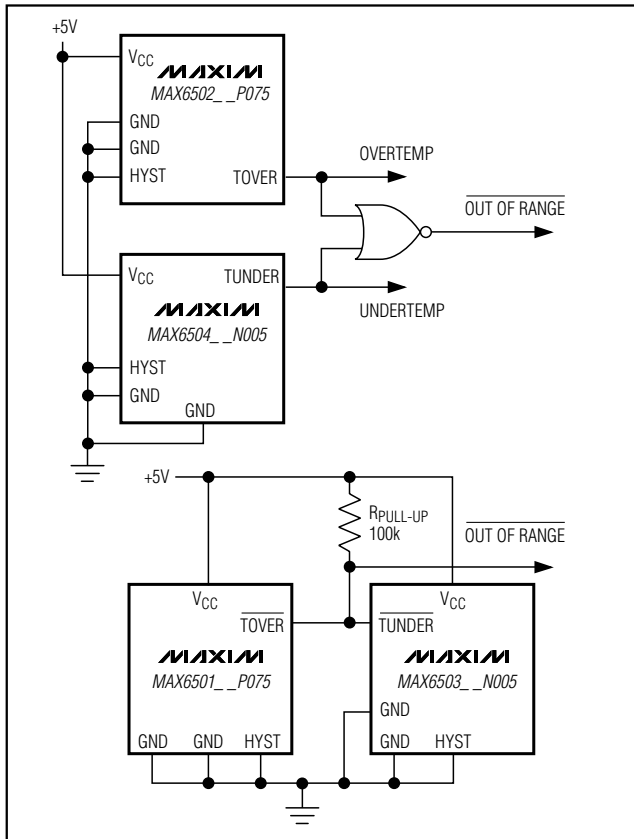 +5V
VCC
MAXIM
MAX6502_ _P075
GND
GND
HYST
TOVER
OVERTEMP
OUT OF RANGE
VCC
TUNDER
MAXIM
MAX6504_ _N005
UNDERTEMP
HYST
GND
GND
+5V
RPULL-UP
100k
OUT OF RANGE
VCC
TOVER
MAXIM
MAX6501_ _P075
GND
GND
HYST
VCC
TUNDER
MAXIM
MAX6503_ _N005
GND
GND
HYST